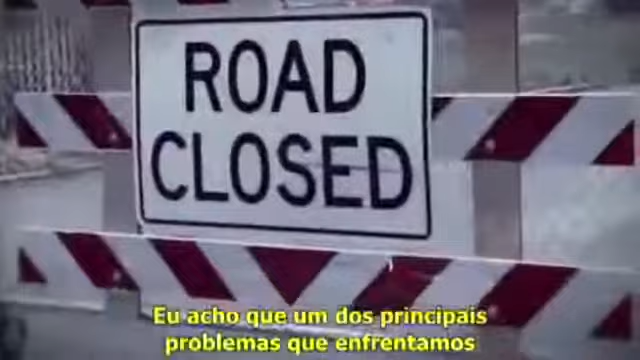 ROAD
CLOSED
Eu acho que um dos principais
problemas que enfrentamos